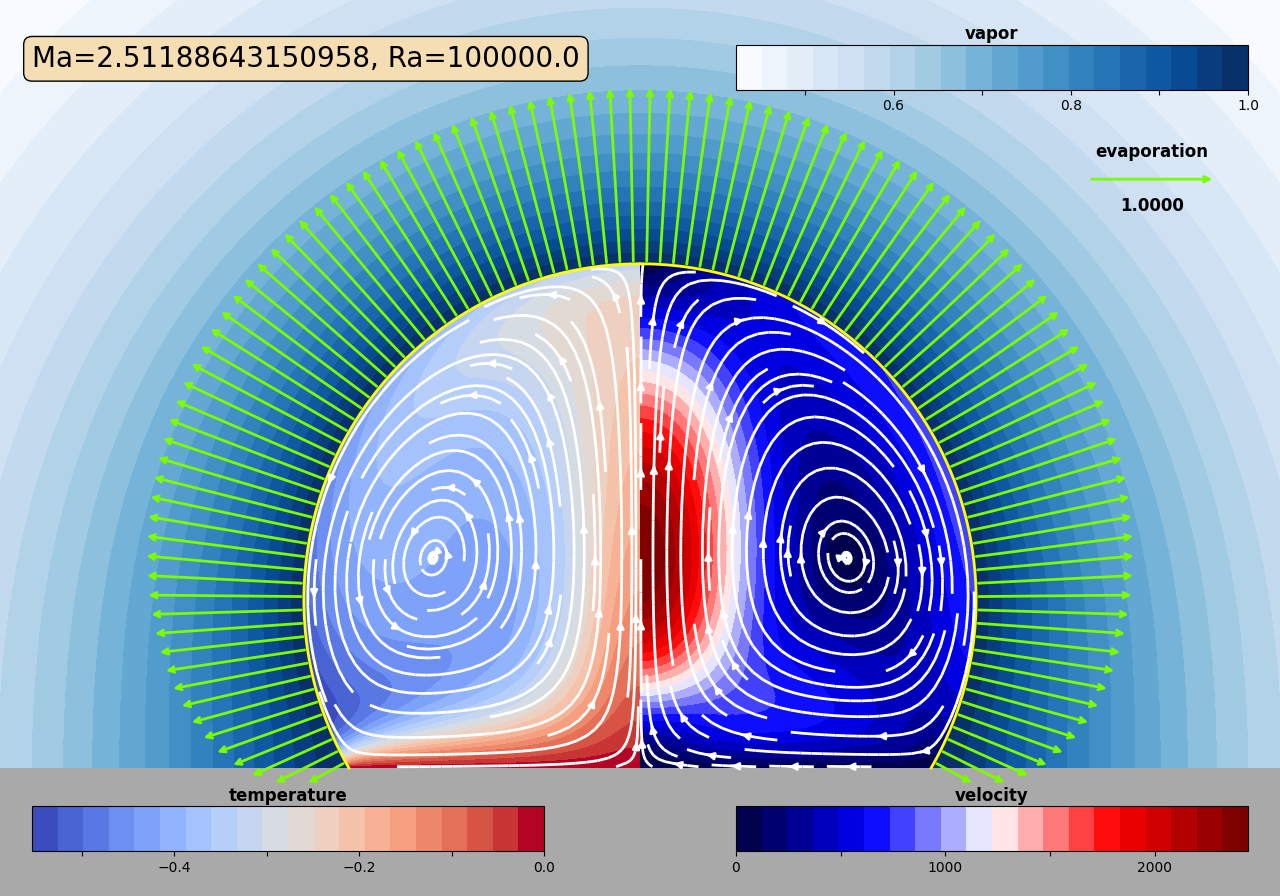 Ma=2.51188643150958, Ra=100000.0
vapor
0.6 0.8 1.0
evaporation
1.0000
temperature
−0.4 −0.2 0.0
velocity
0 1000 2000